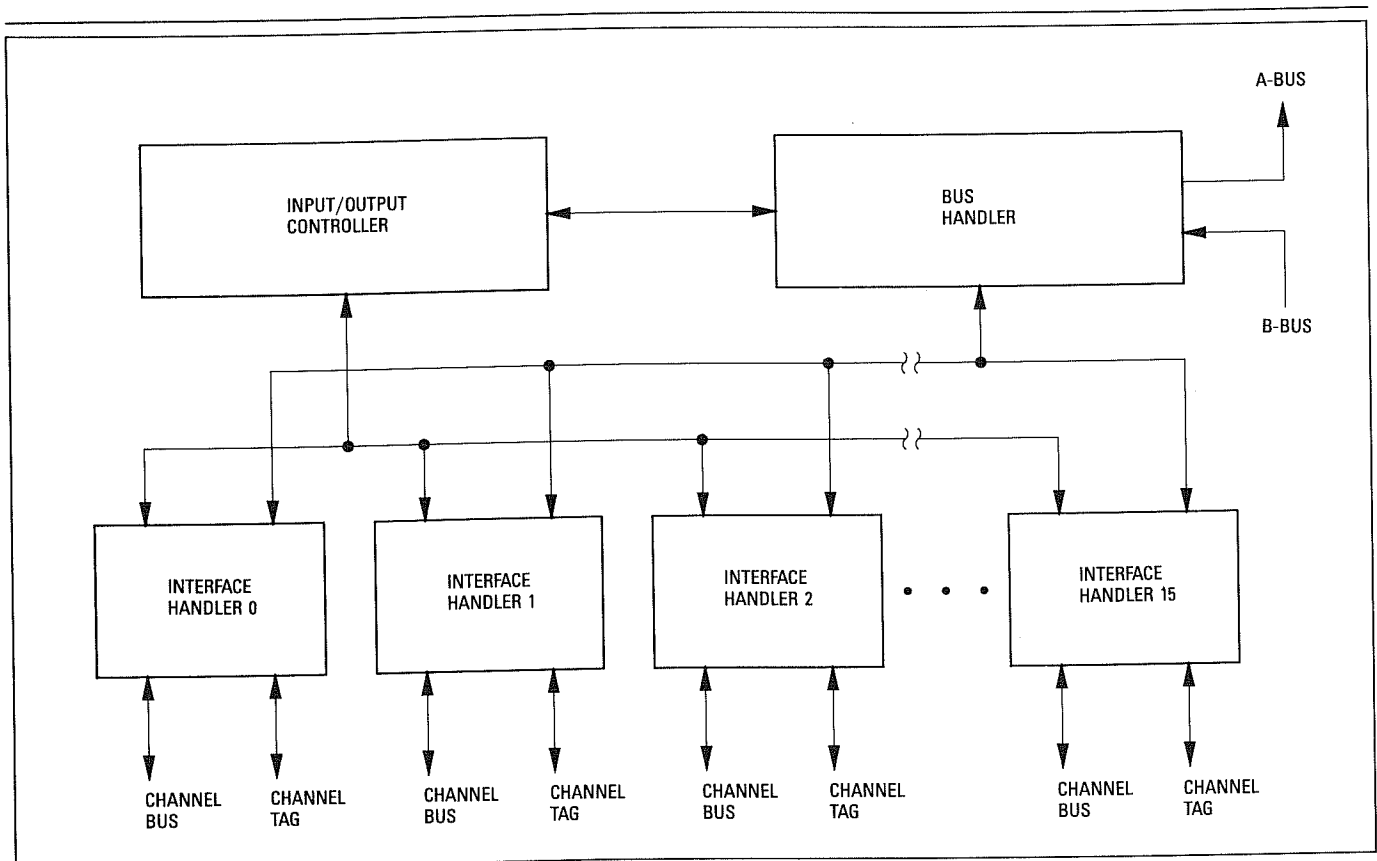 A-BUS
INPUT/OUTPUT
CONTROLLER
BUS
HANDLER
B-BUS
INTERFACE
HANDLER 0
INTERFACE
HANDLER 1
INTERFACE
HANDLER 2
INTERFACE
HANDLER 15
CHANNEL
BUS
CHANNEL
TAG
CHANNEL
BUS
CHANNEL
TAG
CHANNEL
BUS
CHANNEL
TAG
CHANNEL
BUS
CHANNEL
TAG